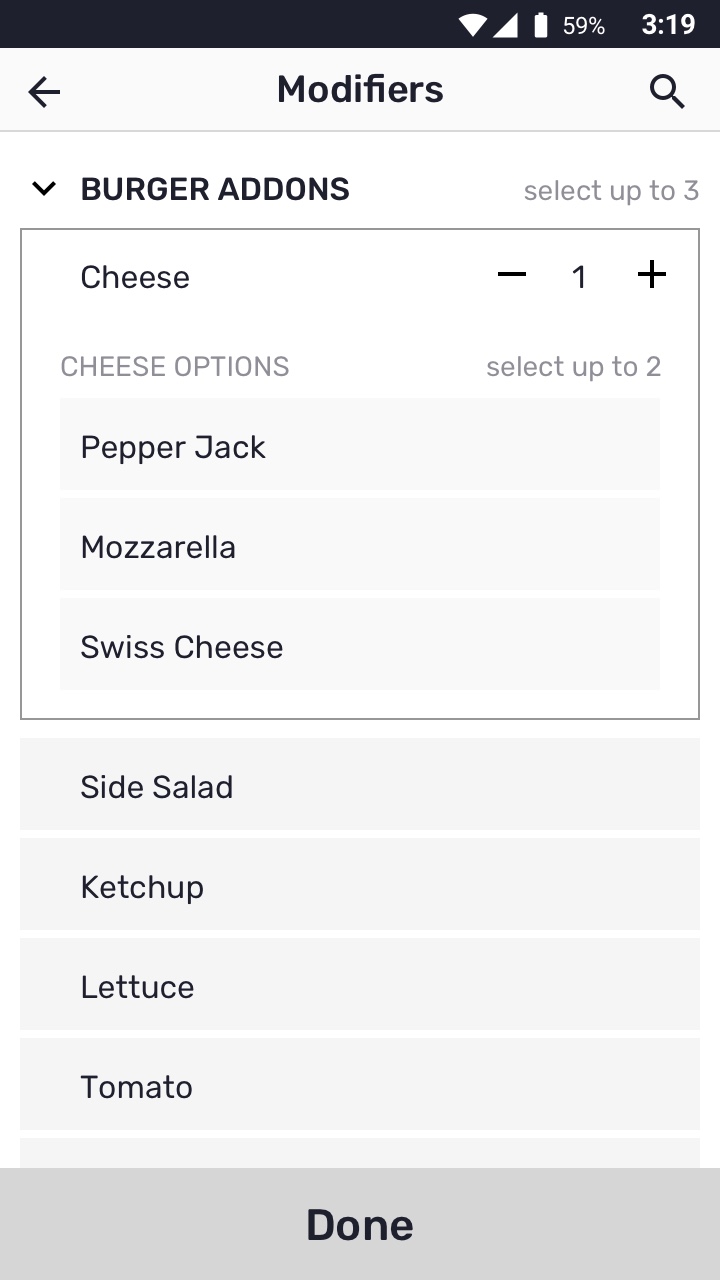 59% 3:19
Modifiers
BURGER ADDONS select up to 3
Cheese 1
CHEESE OPTIONS select up to 2
Pepper Jack
Mozzarella
Swiss Cheese
Side Salad
Ketchup
Lettuce
Tomato
Done